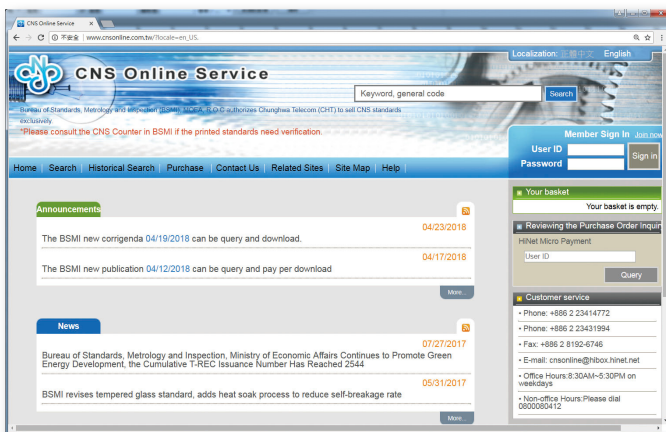 CNS Online Service
不安全 | www.cnsonline.com.tw/?locale=en_US.
Localization: 正體中文 English
CNS Online Service
Keyword, general code
Search
Bureau of Standards, Metrology and Inspection (BSMI), MOEA, R.O.C authorizes Chunghwa Telecom (CHT) to sell CNS standards
exclusively
*Please consult the CNS Counter in BSMI if the printed standards need verification.
Member Sign In Join now
User ID
Password
Sign in
Home Search Historical Search Purchase Contact Us Related Sites Site Map Help
Announcements
04/23/2018
The BSMI new corrigenda 04/19/2018 can be query and download.
04/17/2018
The BSMI new publication 04/12/2018 can be query and pay per download
More...
News
07/27/2017
Bureau of Standards, Metrology and Inspection, Ministry of Economic Affairs Continues to Promote Green
Energy Development, the Cumulative T-REC Issuance Number Has Reached 2544
05/31/2017
BSMI revises tempered glass standard, adds heat soak process to reduce self-breakage rate
More...
Your basket
Your basket is empty.
Reviewing the Purchase Order Inquir
HiNet Micro Payment
User ID
Query
Customer service
• Phone: +886 2 23414772
• Phone: +886 2 23431994
• Fax: +886 2 8192-6746
• E-mail: cnsonline@hibox.hinet.net
• Office Hours:8:30AM~5:30PM on
weekdays
• Non-office Hours:Please dial
0800080412